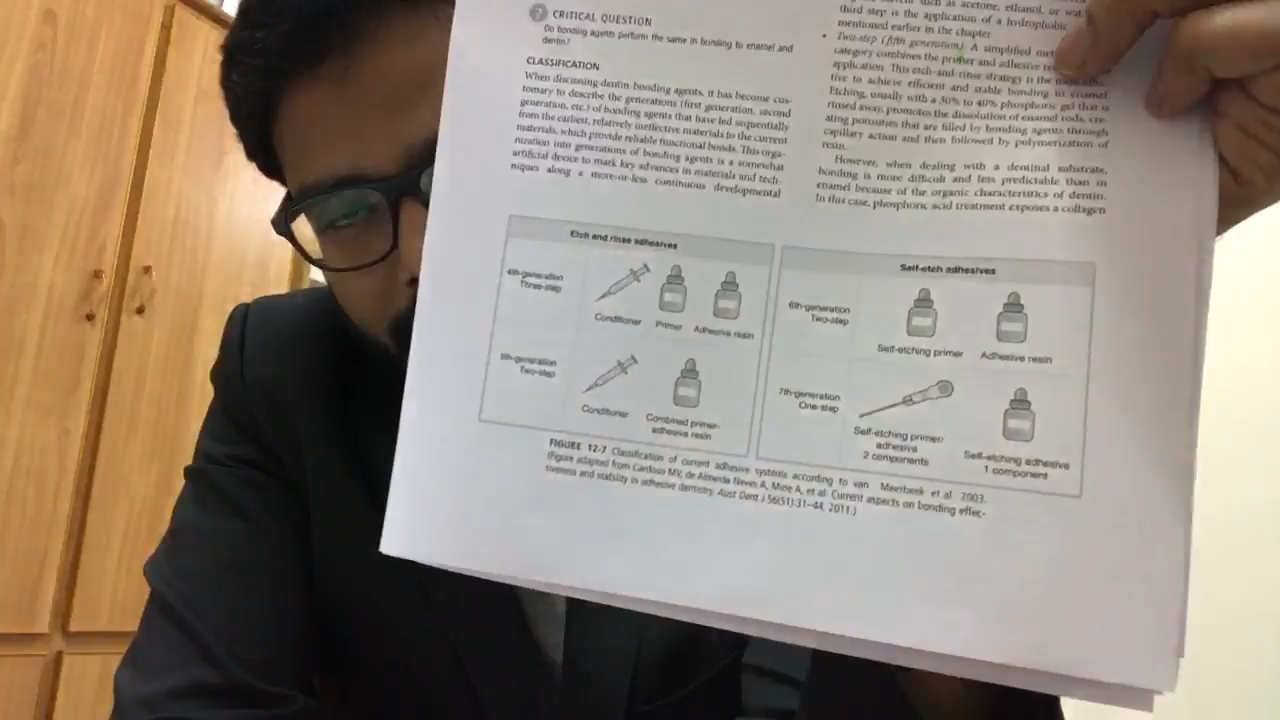 ? CRITICAL QUESTION
Do bonding agents perform the same in bonding to enamel and
dentin?
CLASSIFICATION
When discussing dentin bonding agents, it has become cus-
tomary to describe the generations (first generation, second
generation, etc.) of bonding agents that have led sequentially
from the earliest, relatively ineffective materials to the current
materials, which provide reliable functional bonds. This orga-
nization into generations of bonding agents is a somewhat
artificial device to mark key advances in materials and tech-
niques along a more-or-less continuous developmental
such as acetone, ethanol, or wat
third step is the application of a hydrophobic
mentioned earlier in the chapter
• Two-step (fifth generation) A simplified
category combines the primer and adhesive
application. This etch-and-rinse strategy is the
tive to achieve efficient and stable bonding to enamel.
Etching, usually with a 30% to 40% phosphoric gel that is
rinsed away, promotes the dissolution of enamel rods, cre-
ating porosities that are filled by bonding agents through
capillary action and then followed by polymerization of
resin.
However, when dealing with a dentinal substrate,
bonding is more difficult and less predictable than in
enamel because of the organic characteristics of dentin.
In this case, phosphoric acid treatment exposes a collagen
Etch and rinse adhesives
4th-generation
Three-step
Conditioner Primer Adhesive resin
5th-generation
Two-step
Conditioner Combined primer-
adhesive resin
Self-etch adhesives
6th-generation
Two-step
Self-etching primer Adhesive resin
7th-generation
One-step
Self-etching primer/
adhesive
2 components
Self-etching adhesive
1 component
FIGURE 12-7 Classification of current adhesive systems according to van Meerbeek et al 2003.
(Figure adapted from Cardoso MV, de Almeida Neves A, Mine A, et al: Current aspects on bonding effec-
tiveness and stability in adhesive dentistry. Aust Dent J 56(S1):31–44, 2011.)